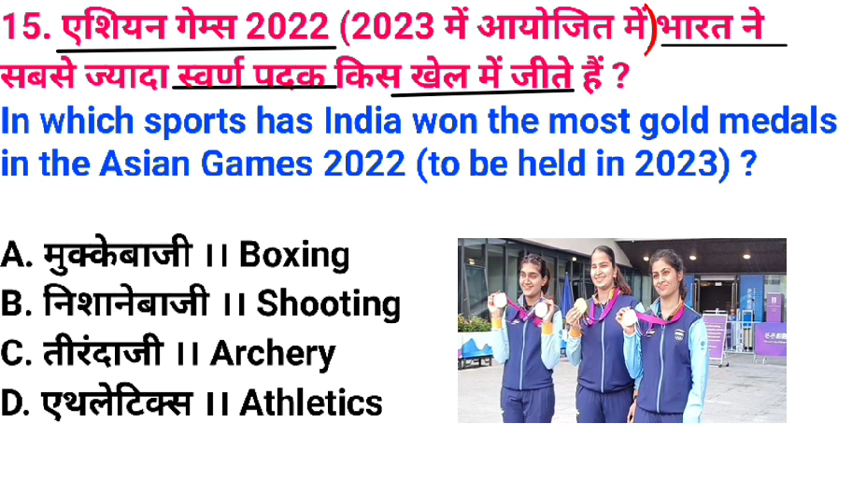 15. एशियन गेम्स 2022 (2023 में आयोजित में)भारत ने
सबसे ज्यादा स्वर्ण पदक किस खेल में जीते हैं ?
In which sports has India won the most gold medals
in the Asian Games 2022 (to be held in 2023) ?
A. मुक्केबाजी ।। Boxing
B. निशानेबाजी ।। Shooting
C. तीरंदाजी ।। Archery
D. एथलेटिक्स ।। Athletics